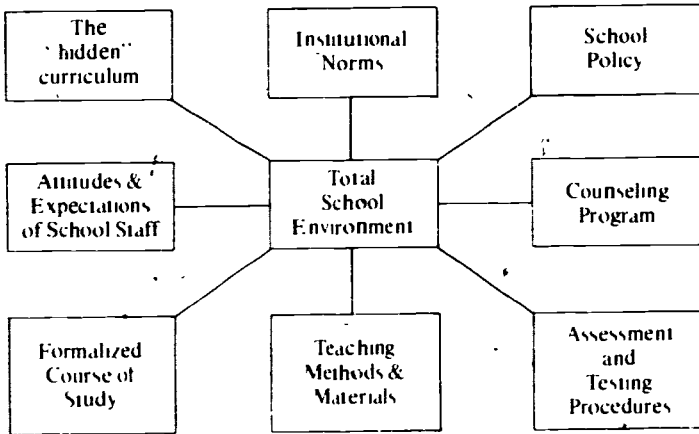 The
"hidden"
curriculum
Institutional
Norms
School
Policy
Attitudes &
Expectations
of School Staff
Total
School
Environment
Counseling
Program
Formalized
Course of
Study
Teaching
Methods &
Materials
Assessment
and
Testing
Procedures